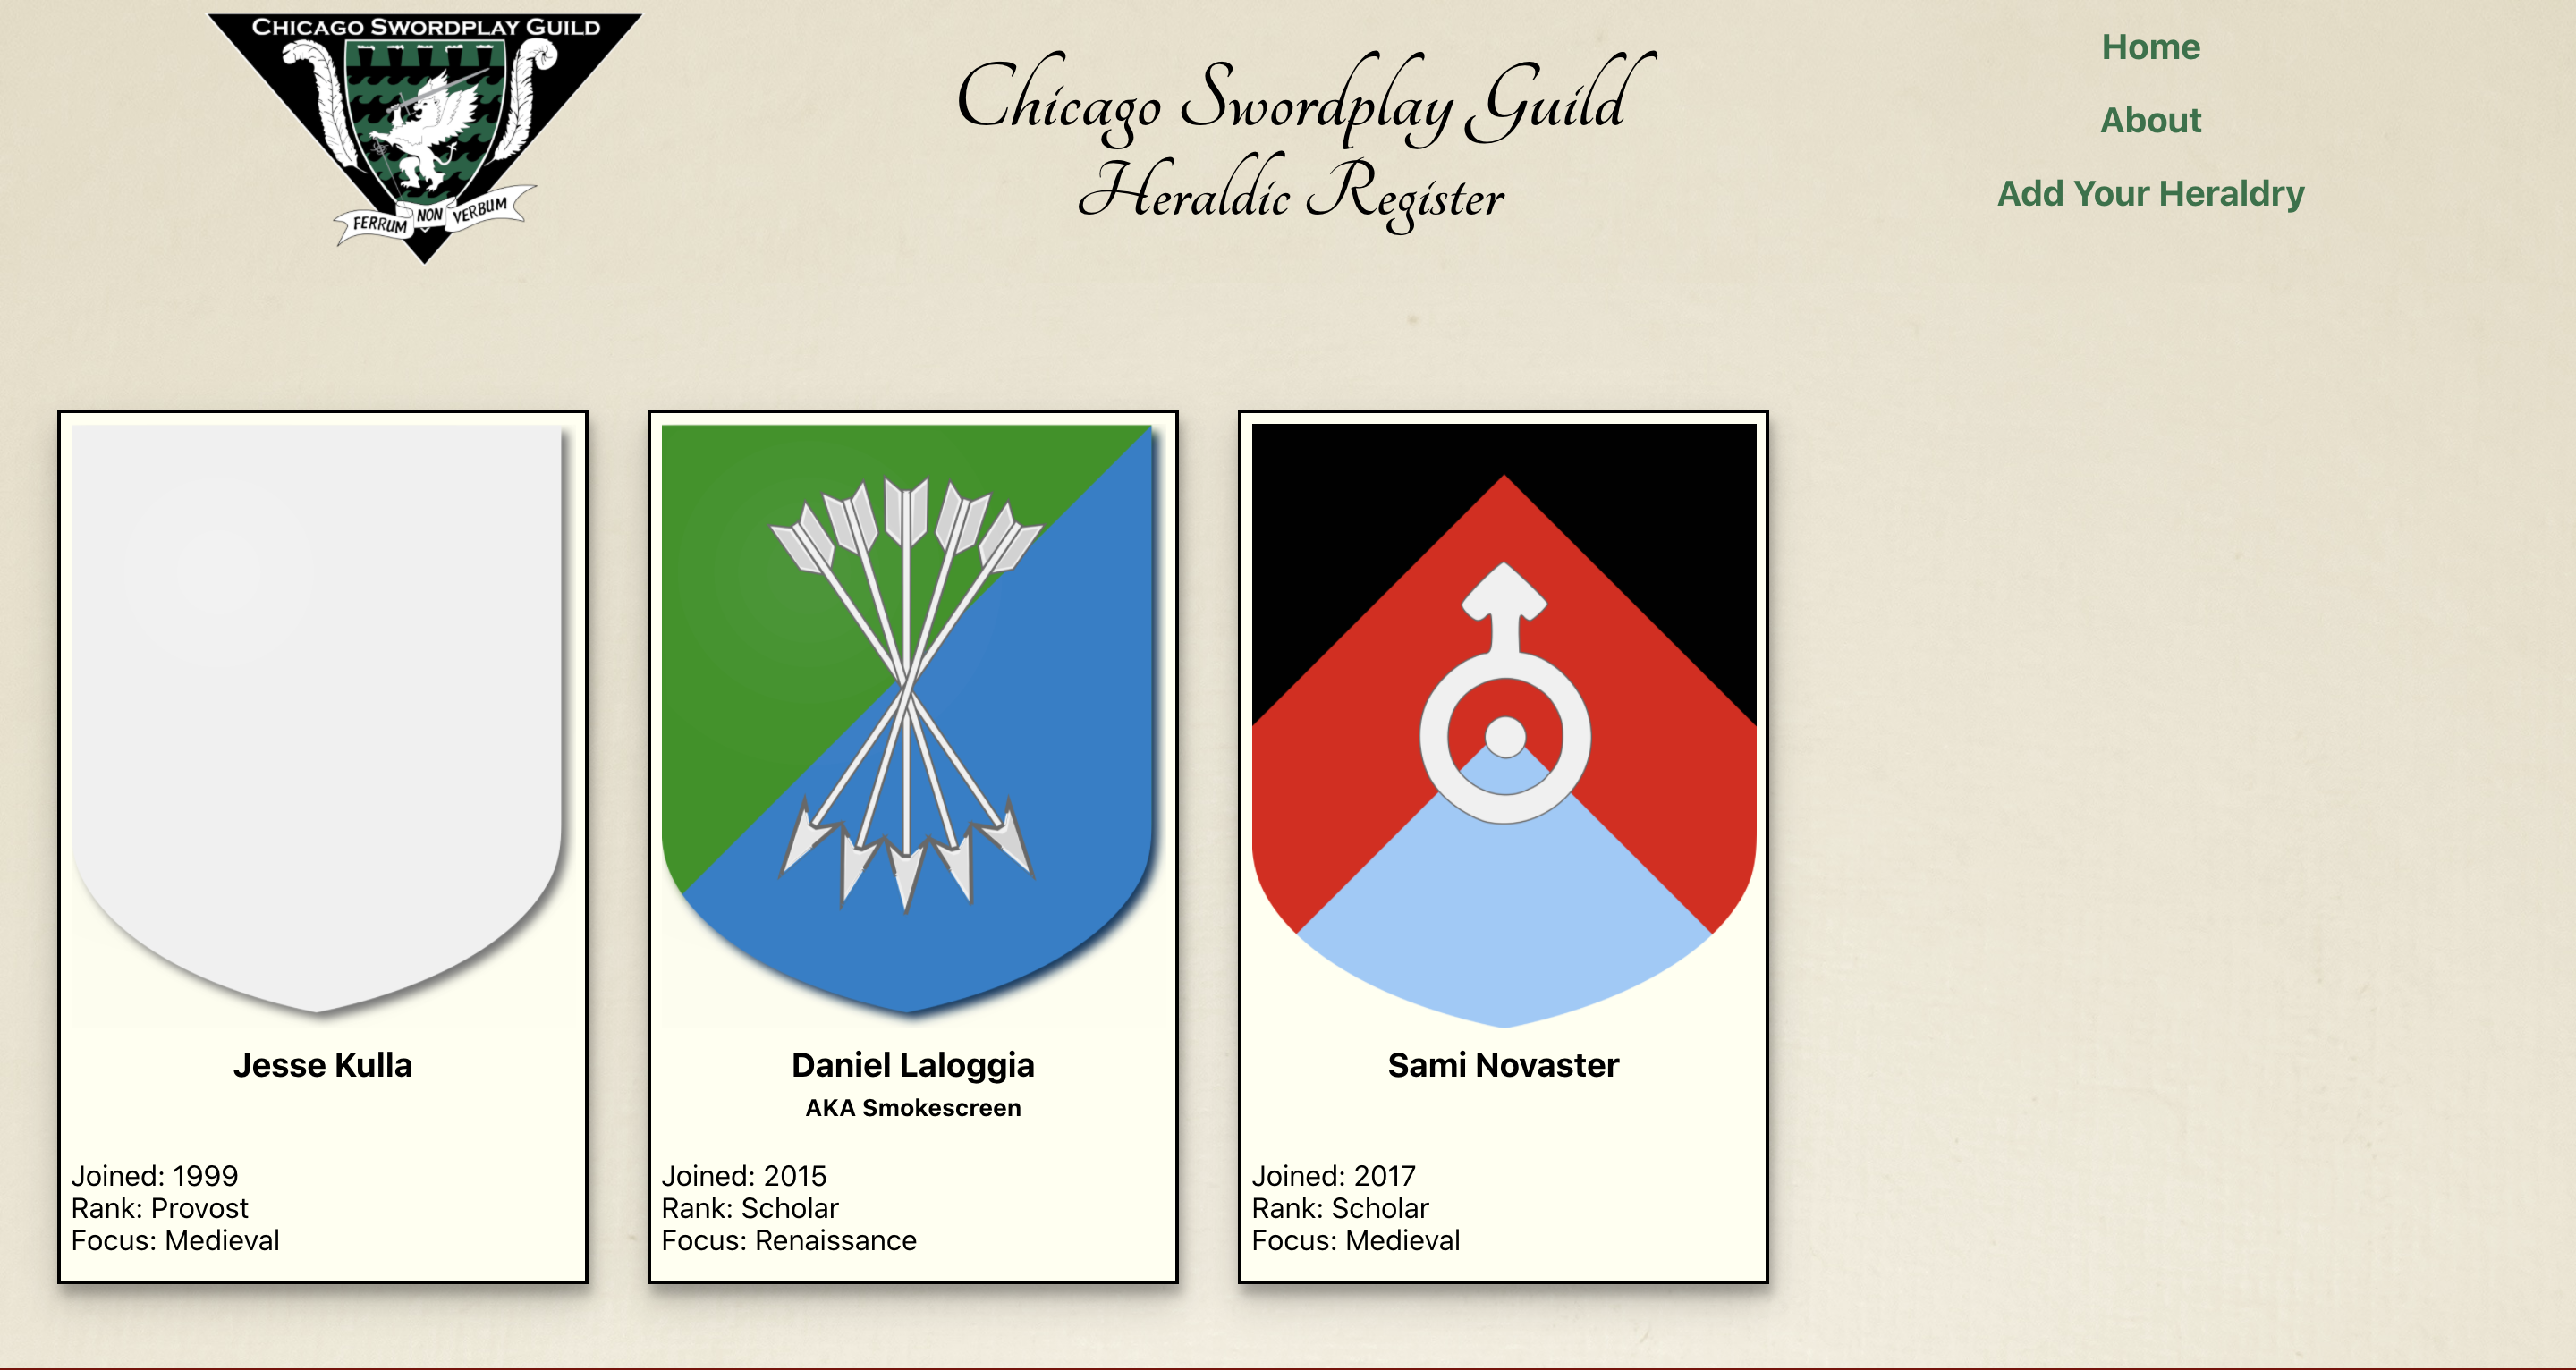 CHICAGO SWORDPLAY GUILD
FERRUM NON VERBUM
Chicago Swordplay Guild
Heraldic Register
Home
About
Add Your Heraldry
Jesse Kulla
Joined: 1999
Rank: Provost
Focus: Medieval
Daniel Laloggia
AKA Smokescreen
Joined: 2015
Rank: Scholar
Focus: Renaissance
Sami Novaster
Joined: 2017
Rank: Scholar
Focus: Medieval